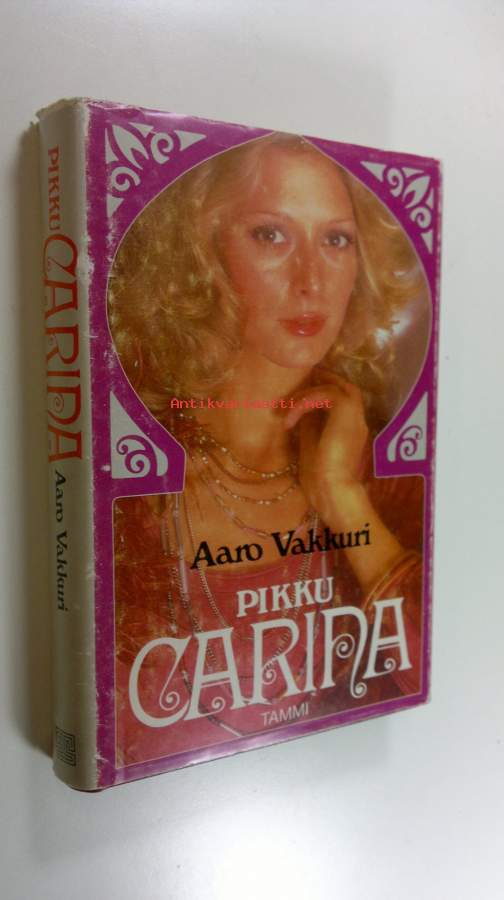 PIKKU
CARINA
Aaro Vakkuri
Antikvariaatti.net
Aaro Vakkuri
PIKKU
CARINA
TAMMI